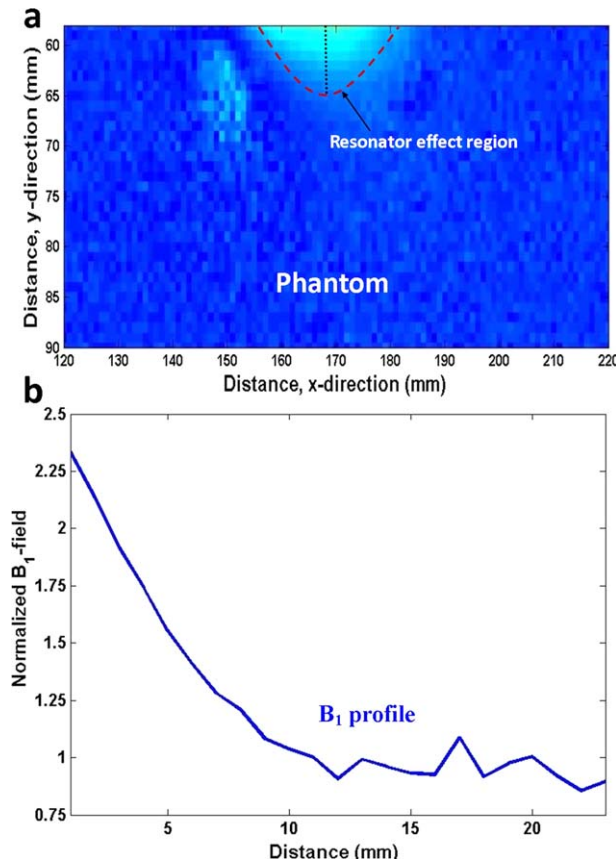 a
Distance, y-direction (mm)
60
65
70
75
80
85
90
Resonator effect region
Phantom
120 130 140 150 160 170 180 190 200 210 220
Distance, x-direction (mm)
b
Normalized B₁-field
2.5
2.25
2
1.75
1.5
1.25
1
0.75
B₁ profile
5 10 15 20
Distance (mm)